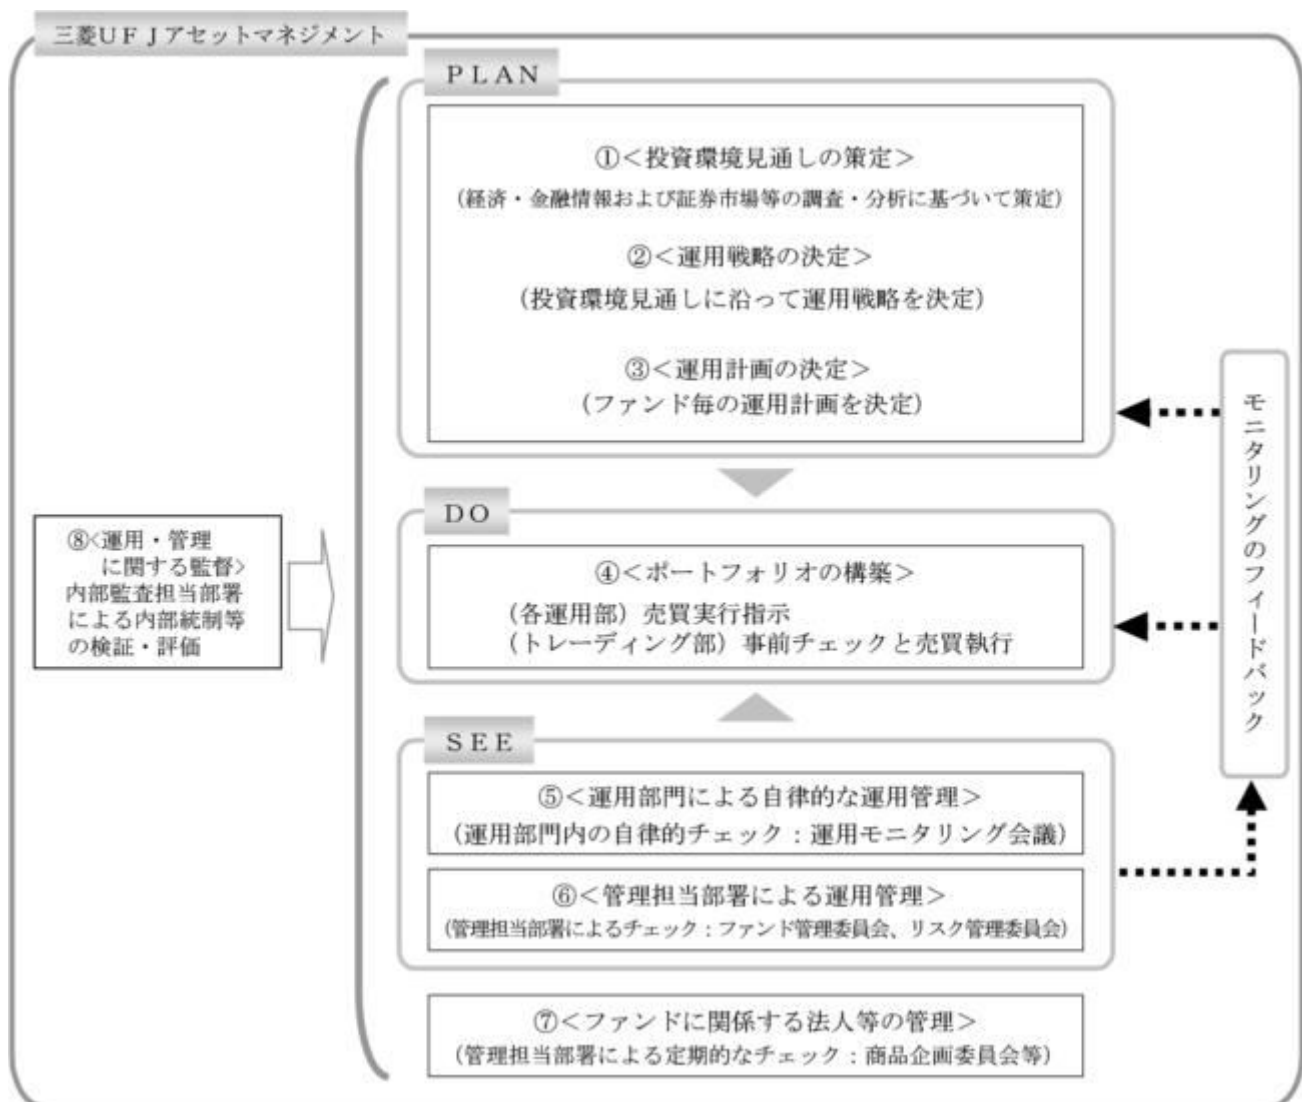 三菱ＵＦＪアセットマネジメント
ＰＬＡＮ
①＜投資環境見通しの策定＞
（経済・金融情報および証券市場等の調査・分析に基づいて策定）
②＜運用戦略の決定＞
（投資環境見通しに沿って運用戦略を決定）
③＜運用計画の決定＞
（ファンド毎の運用計画を決定）
ＤＯ
④＜ポートフォリオの構築＞
（各運用部）売買実行指示
（トレーディング部）事前チェックと売買執行
ＳＥＥ
⑤＜運用部門による自律的な運用管理＞
（運用部門内の自律的チェック：運用モニタリング会議）
⑥＜管理担当部署による運用管理＞
（管理担当部署によるチェック：ファンド管理委員会、リスク管理委員会）
⑦＜ファンドに関係する法人等の管理＞
（管理担当部署による定期的なチェック：商品企画委員会等）
⑧<運用・管理
に関する監督>
内部監査担当部署
による内部統制等
の検証・評価
モニタリングのフィードバック